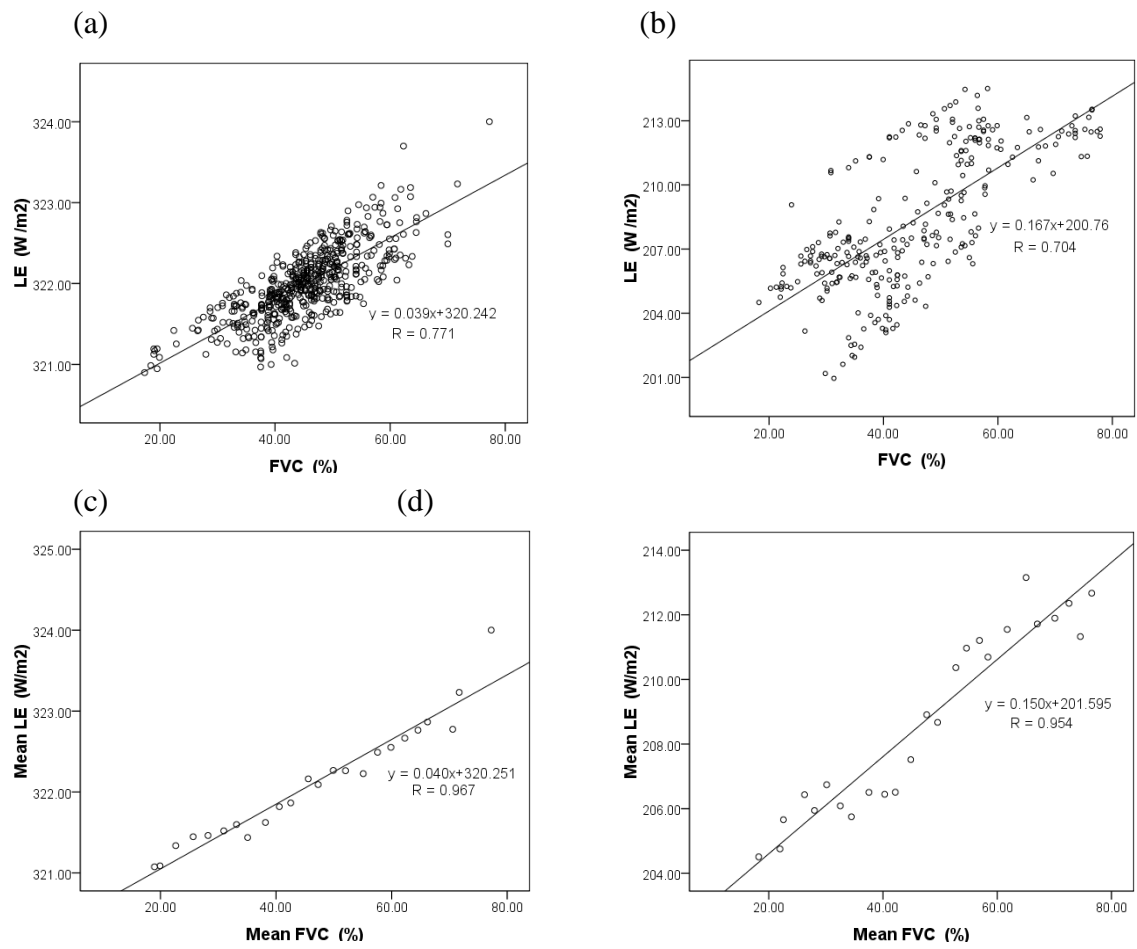 (a)
LE (W /m2)
324.00
323.00
322.00
321.00
y = 0.039x+320.242
R = 0.771
20.00 40.00 60.00 80.00
FVC (%)
(b)
LE (W /m2)
213.00
210.00
207.00
204.00
201.00
y = 0.167x+200.76
R = 0.704
20.00 40.00 60.00 80.00
FVC (%)
(c) (d)
Mean LE (W/m2)
325.00
324.00
323.00
322.00
321.00
y = 0.040x+320.251
R = 0.967
20.00 40.00 60.00 80.00
Mean FVC (%)
Mean LE (W/m2)
214.00
212.00
210.00
208.00
206.00
204.00
y = 0.150x+201.595
R = 0.954
20.00 40.00 60.00 80.00
Mean FVC (%)